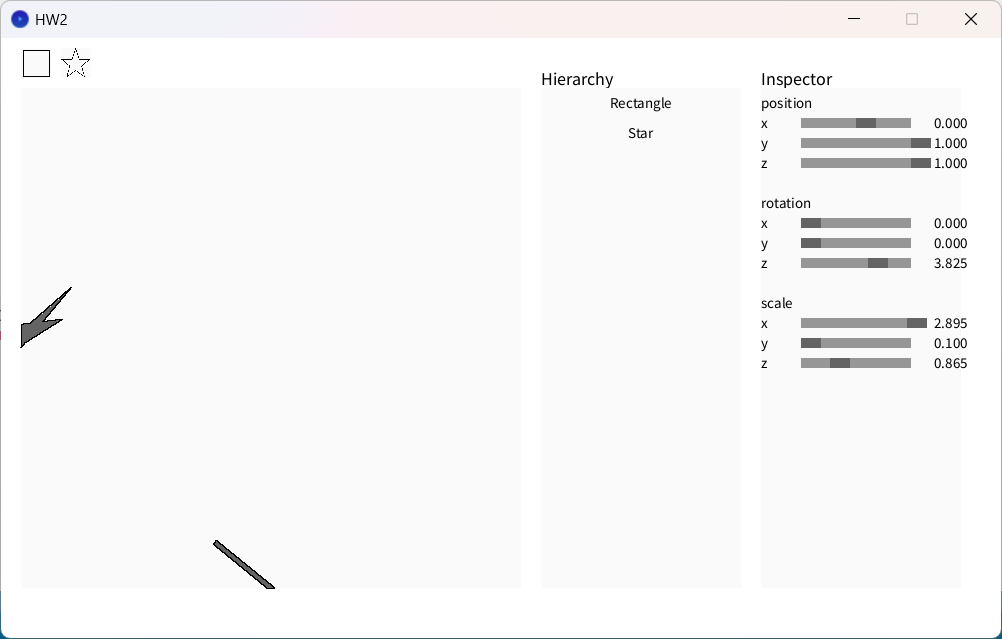 HW2
Hierarchy
Rectangle
Star
Inspector
position
x 0.000
y 1.000
z 1.000
rotation
x 0.000
y 0.000
z 3.825
scale
x 2.895
y 0.100
z 0.865